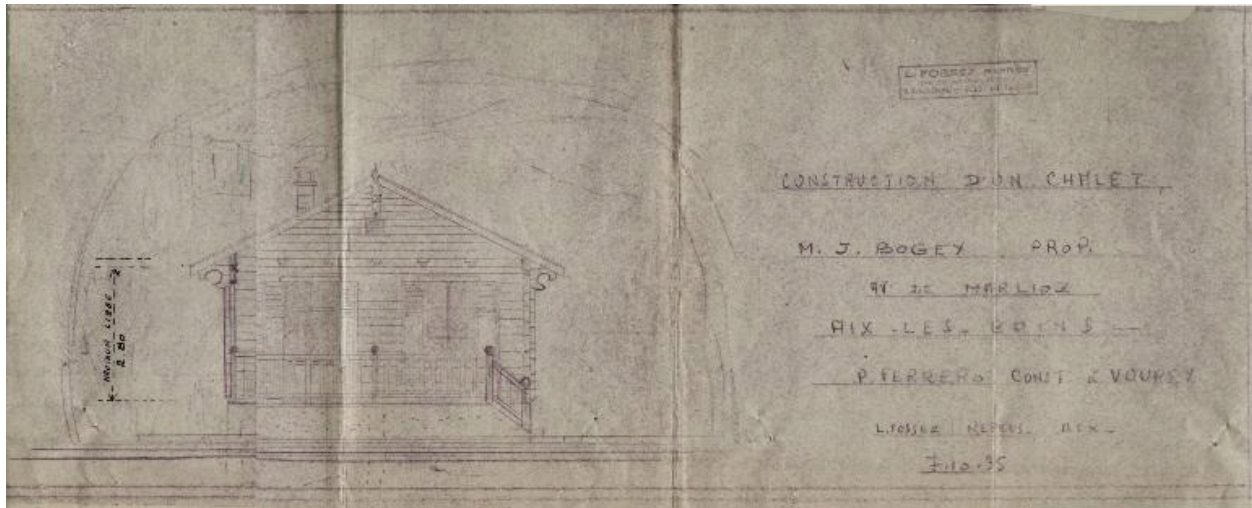 CONSTRUCTION D'UN CHALET
M. J. BOGEY PROP.
AV DE MARLIOZ
AIX-LES-BAINS
P. FERRERO CONST A VOUREY
L. FOSSEZ REPRES. AIX-
7.10.35
HAUTEUR LIBRE
2.80